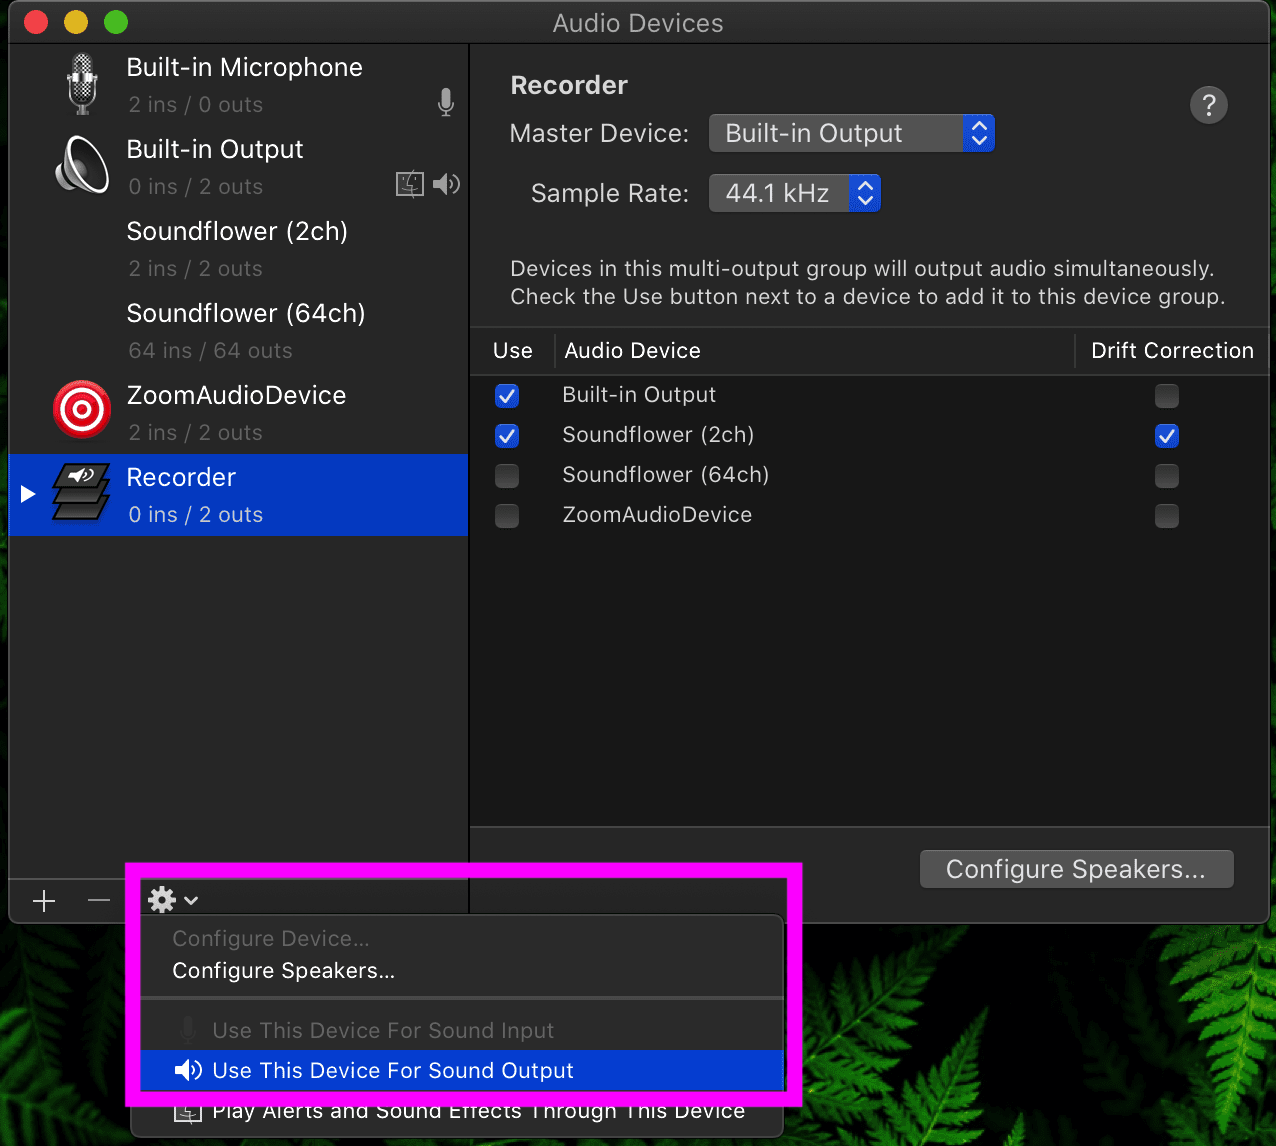 Audio Devices
Built-in Microphone
2 ins / 0 outs
Built-in Output
0 ins / 2 outs
Soundflower (2ch)
2 ins / 2 outs
Soundflower (64ch)
64 ins / 64 outs
ZoomAudioDevice
2 ins / 2 outs
Recorder
0 ins / 2 outs
Recorder
?
Master Device: Built-in Output
Sample Rate: 44.1 kHz
Devices in this multi-output group will output audio simultaneously.
Check the Use button next to a device to add it to this device group.
Use Audio Device Drift Correction
Built-in Output
Soundflower (2ch)
Soundflower (64ch)
ZoomAudioDevice
Configure Speakers...
Configure Device...
Configure Speakers...
Use This Device For Sound Input
Use This Device For Sound Output
Play Alerts and Sound Effects Through This Device